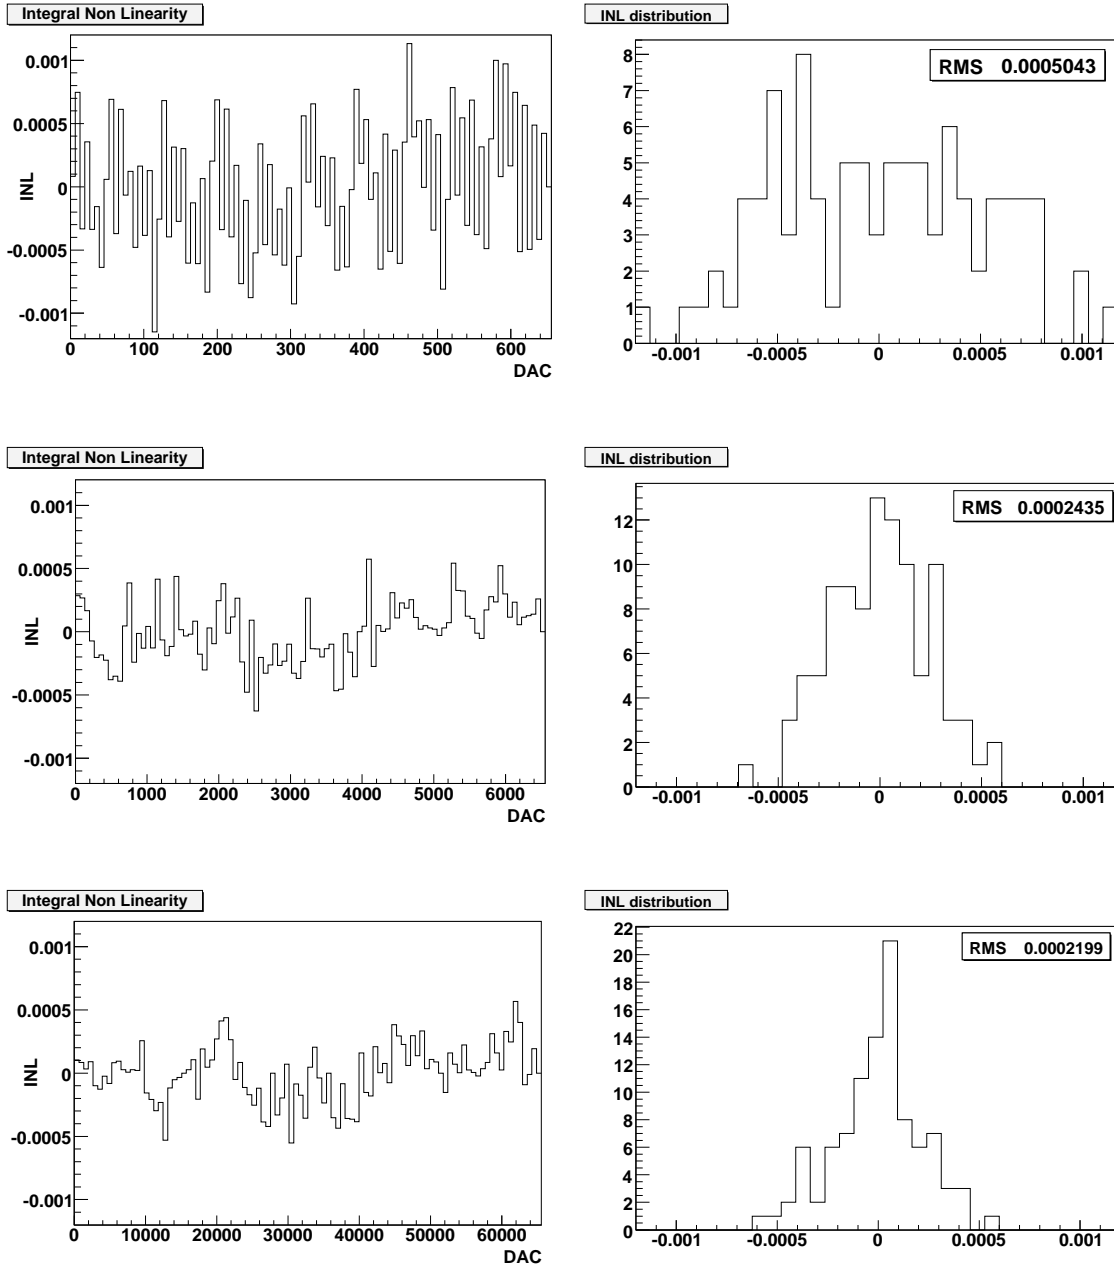 Integral Non Linearity
INL distribution
0.001
0.0005
0
-0.0005
-0.001
INL
0 100 200 300 400 500 600
DAC
RMS 0.0005043
8
7
6
5
4
3
2
1
0
-0.001 -0.0005 0 0.0005 0.001
Integral Non Linearity
INL distribution
0.001
0.0005
0
-0.0005
-0.001
INL
0 1000 2000 3000 4000 5000 6000
DAC
RMS 0.0002435
12
10
8
6
4
2
0
-0.001 -0.0005 0 0.0005 0.001
Integral Non Linearity
INL distribution
0.001
0.0005
0
-0.0005
-0.001
INL
0 10000 20000 30000 40000 50000 60000
DAC
RMS 0.0002199
22
20
18
16
14
12
10
8
6
4
2
0
-0.001 -0.0005 0 0.0005 0.001